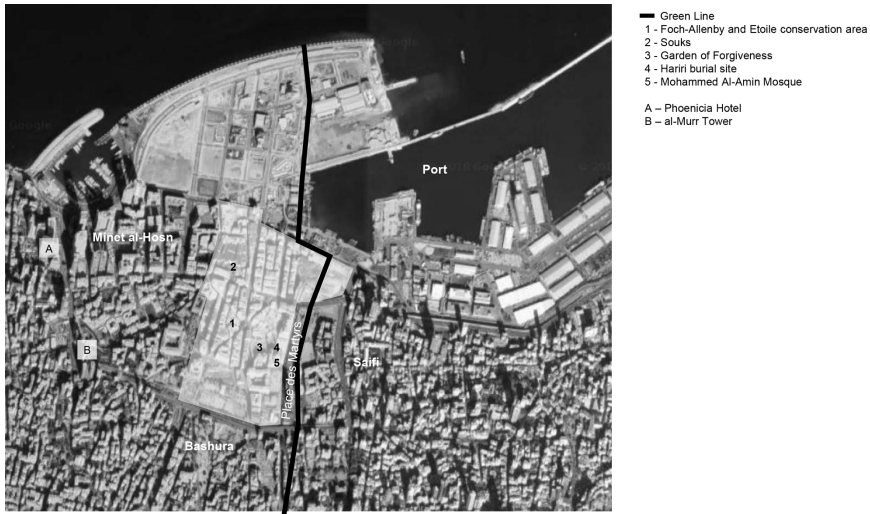 Green Line
1 - Foch-Allenby and Etoile conservation area
2 - Souks
3 - Garden of Forgiveness
4 - Hariri burial site
5 - Mohammed Al-Amin Mosque
A – Phoenicia Hotel
B – al-Murr Tower
Port
Minet al-Hosn
A
2
1
3 4
5
B
Place des Martyrs
Saifi
Bashura